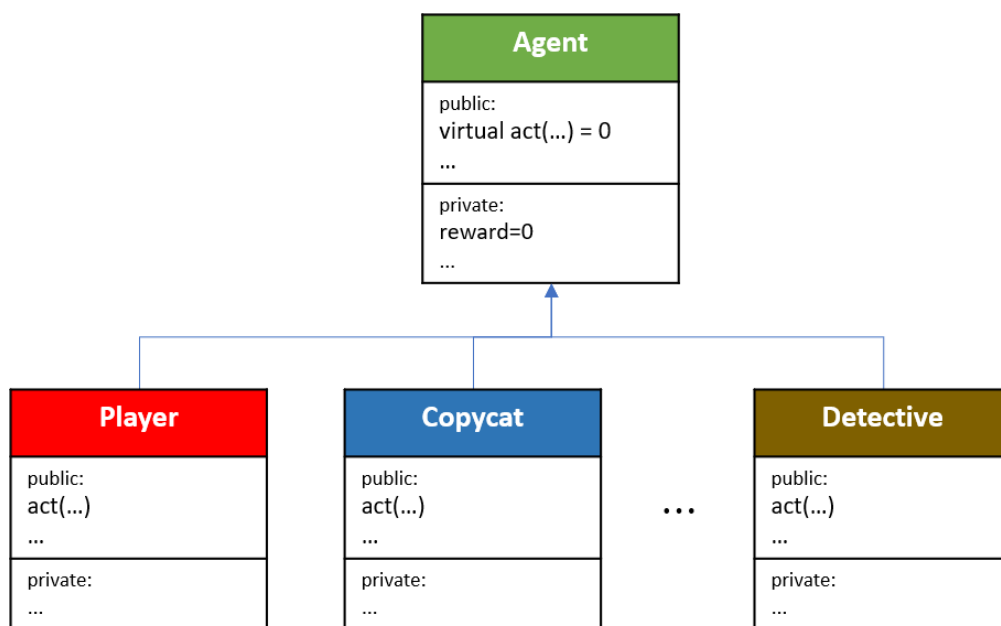 Agent
public:
virtual act(...) = 0
...
private:
reward=0
...
Player
public:
act(...)
...
private:
...
Copycat
public:
act(...)
...
private:
...
...
Detective
public:
act(...)
...
private:
...